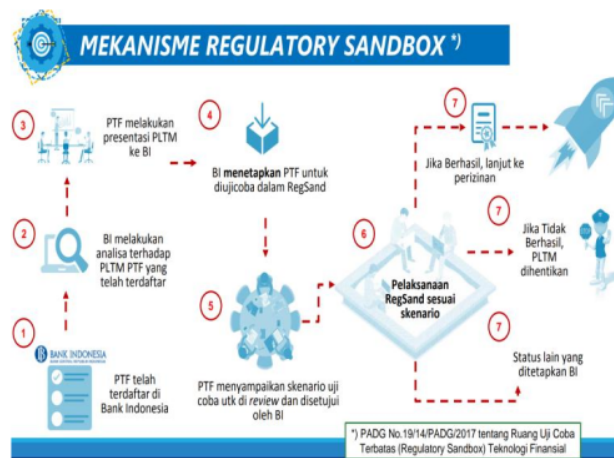 MEKANISME REGULATORY SANDBOX *)
1
BANK INDONESIA
PTF telah
terdaftar di
Bank Indonesia
2
BI melakukan
analisa terhadap
PLTM PTF yang
telah terdaftar
3
PTF melakukan
presentasi PLTM
ke BI
4
BI menetapkan PTF untuk
diujicoba dalam RegSand
5
PTF menyampaikan skenario uji
coba utk di review dan disetujui
oleh BI
6
Pelaksanaan
RegSand sesuai
skenario
7
Jika Berhasil, lanjut ke
perizinan
7
Jika Tidak
Berhasil,
PLTM
dihentikan
7
Status lain yang
ditetapkan BI
*) PADG No.19/14/PADG/2017 tentang Ruang Uji Coba
Terbatas (Regulatory Sandbox) Teknologi Finansial